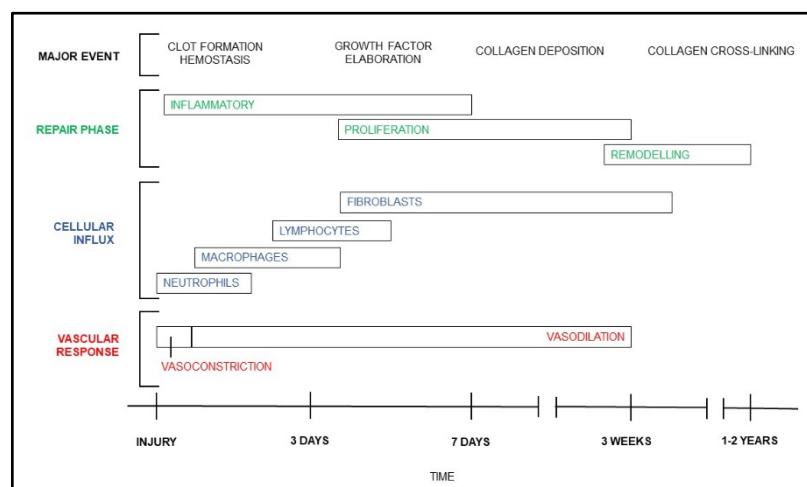 MAJOR EVENT
CLOT FORMATION
HEMOSTASIS
GROWTH FACTOR
ELABORATION
COLLAGEN DEPOSITION
COLLAGEN CROSS-LINKING
REPAIR PHASE
INFLAMMATORY
PROLIFERATION
REMODELLING
CELLULAR
INFLUX
FIBROBLASTS
LYMPHOCYTES
MACROPHAGES
NEUTROPHILS
VASCULAR
RESPONSE
VASODILATION
VASOCONSTRICTION
INJURY
3 DAYS
7 DAYS
3 WEEKS
1-2 YEARS
TIME